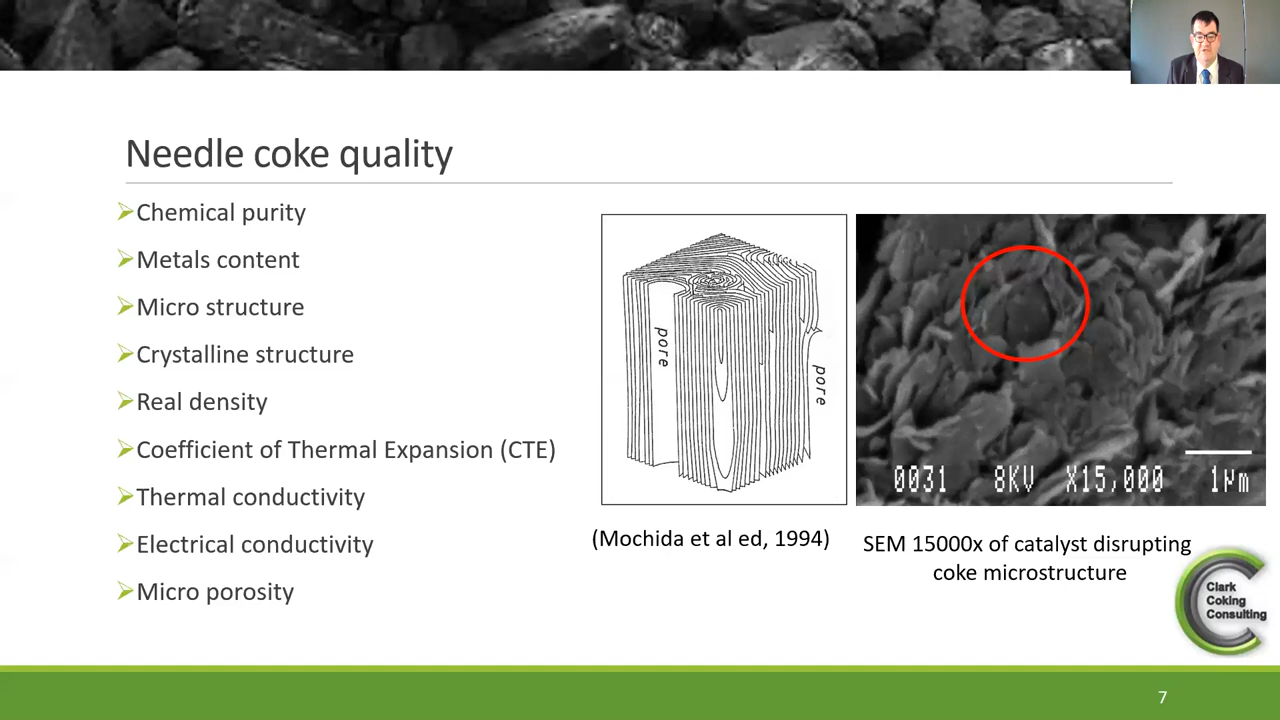 Needle coke quality
Chemical purity
Metals content
Micro structure
Crystalline structure
Real density
Coefficient of Thermal Expansion (CTE)
Thermal conductivity
Electrical conductivity
Micro porosity
pore
pore
(Mochida et al ed, 1994)
0031 8KV X15,000 1μm
SEM 15000x of catalyst disrupting
coke microstructure
Clark
Coking
Consulting
7